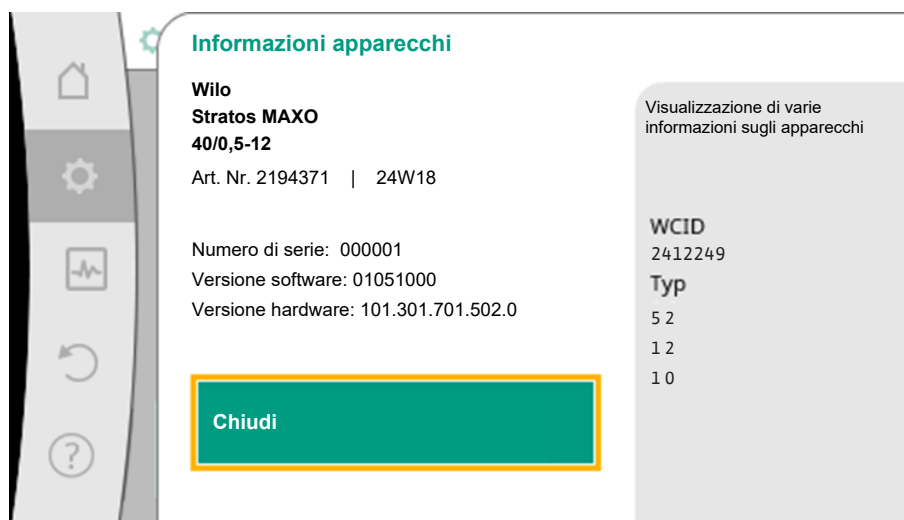 Informazioni apparecchi
Wilo
Stratos MAXO
40/0,5-12
Art. Nr. 2194371 | 24W18
Numero di serie: 000001
Versione software: 01051000
Versione hardware: 101.301.701.502.0
Chiudi
?
Visualizzazione di varie
informazioni sugli apparecchi
WCID
2412249
Typ
5 2
1 2
1 0